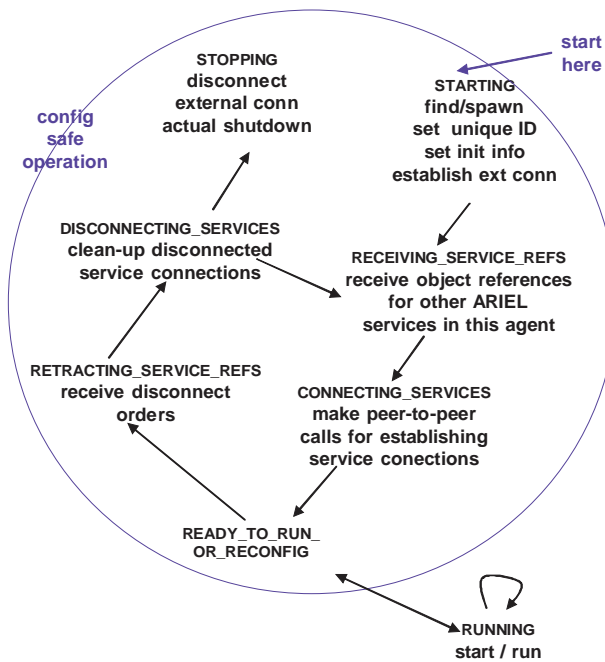 start
here
STOPPING
disconnect
external conn
actual shutdown
STARTING
find/spawn
set unique ID
set init info
establish ext conn
config
safe
operation
DISCONNECTING_SERVICES
clean-up disconnected
service connections
RECEIVING_SERVICE_REFS
receive object references
for other ARIEL
services in this agent
RETRACTING_SERVICE_REFS
receive disconnect
orders
CONNECTING_SERVICES
make peer-to-peer
calls for establishing
service conections
READY_TO_RUN_
OR_RECONFIG
RUNNING
start / run